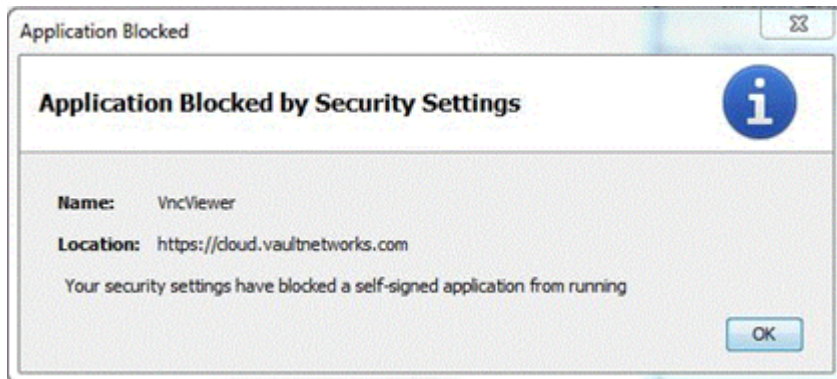 Application Blocked
Application Blocked by Security Settings
Name: VncViewer
Location: https://cloud.vaultnetworks.com
Your security settings have blocked a self-signed application from running
OK